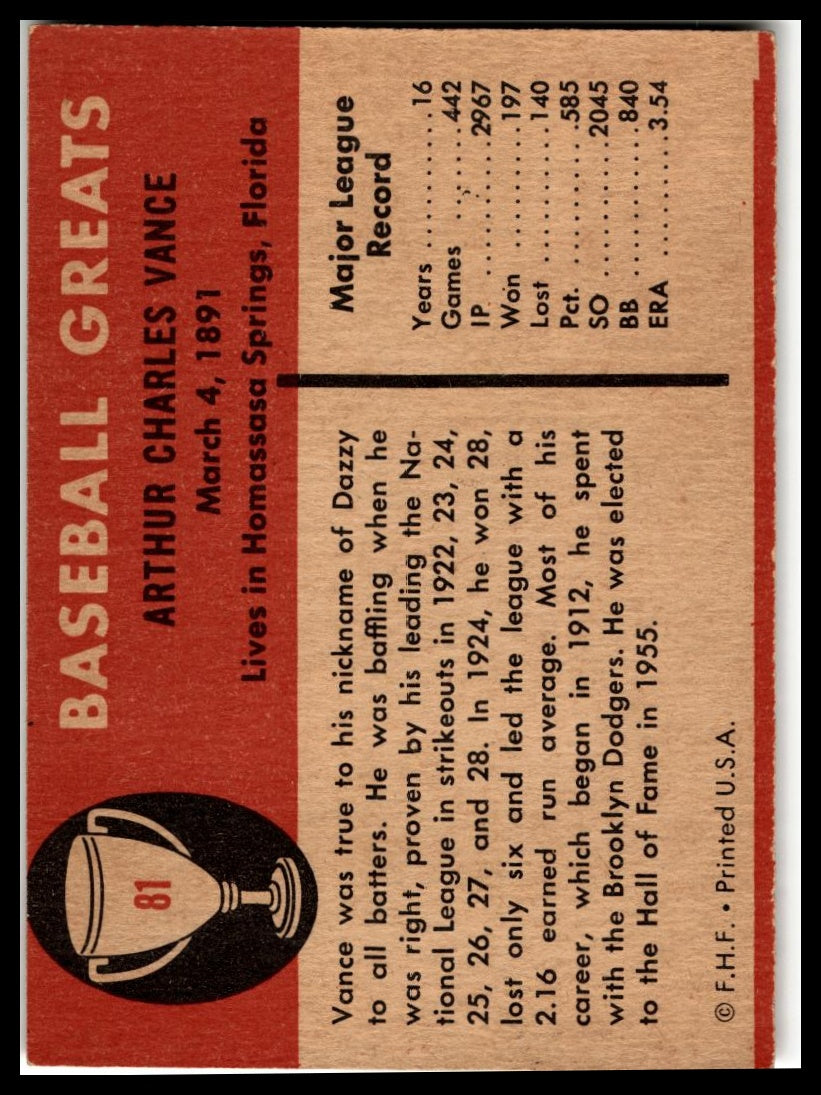 81
BASEBALL GREATS
ARTHUR CHARLES VANCE
March 4, 1891
Lives in Homassasa Springs, Florida
Vance was true to his nickname of Dazzy
to all batters. He was baffling when he
was right, proven by his leading the Na-
tional League in strikeouts in 1922, 23, 24,
25, 26, 27, and 28. In 1924, he won 28,
lost only six and led the league with a
2.16 earned run average. Most of his
career, which began in 1912, he spent
with the Brooklyn Dodgers. He was elected
to the Hall of Fame in 1955.
Major League
Record
Years ..........16
Games ......442
IP ..........2967
Won ..........197
Lost ..........140
Pct. ..........585
SO ..........2045
BB ..........840
ERA ..........3.54
© F.H.F. • Printed U.S.A.